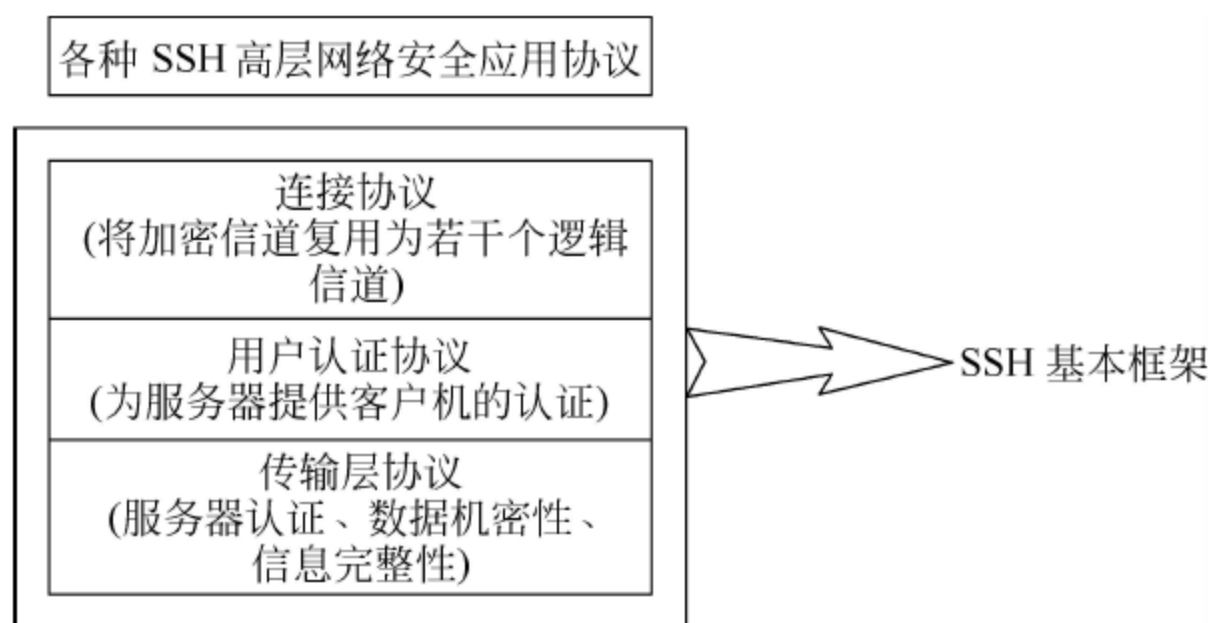 各种 SSH 高层网络安全应用协议
连接协议
(将加密信道复用为若干个逻辑
信道)
用户认证协议
(为服务器提供客户机的认证)
传输层协议
(服务器认证、数据机密性、
信息完整性)
SSH 基本框架